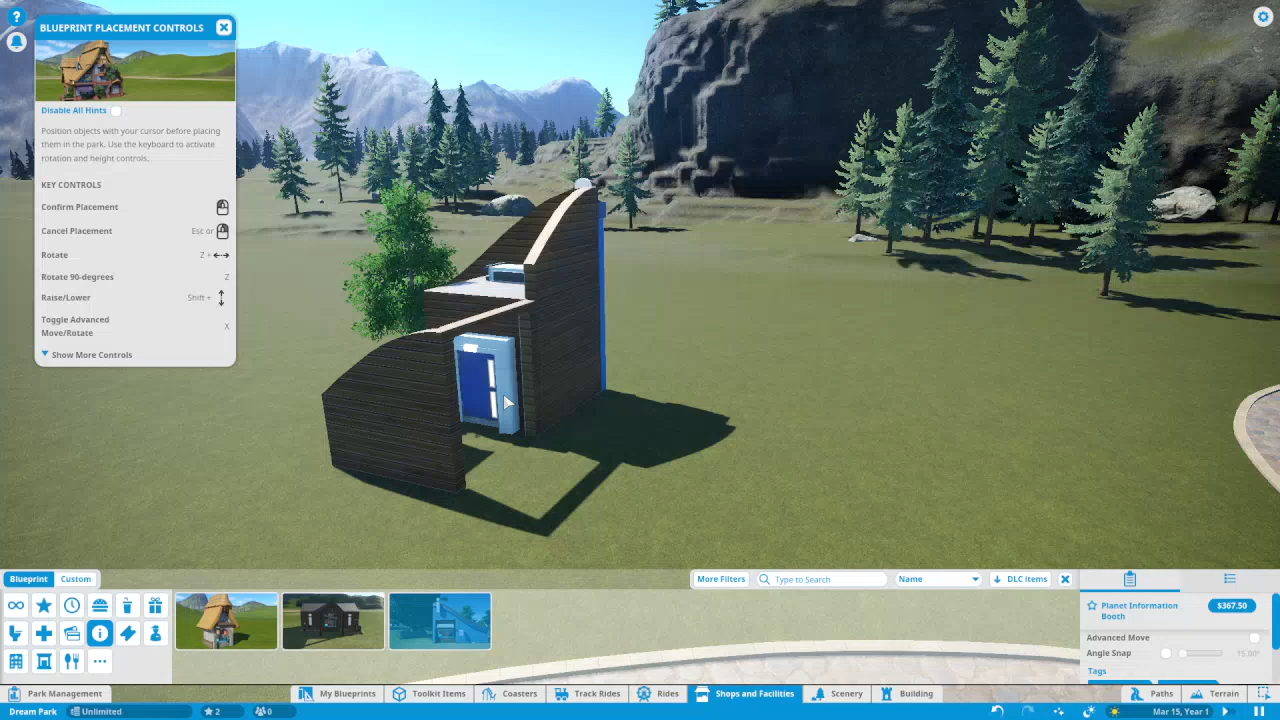 ?
BLUEPRINT PLACEMENT CONTROLS
Disable All Hints
Position objects with your cursor before placing
them in the park. Use the keyboard to activate
rotation and height controls.
KEY CONTROLS
Confirm Placement
Cancel Placement Esc or
Rotate Z +
Rotate 90-degrees Z
Raise/Lower Shift +
Toggle Advanced
Move/Rotate X
Show More Controls
Blueprint Custom
More Filters Type to Search Name DLC Items
Planet Information
Booth
$367.50
Advanced Move
Angle Snap 15.00°
Tags
Park Management My Blueprints Toolkit Items Coasters Track Rides Rides Shops and Facilities Scenery Building Paths Terrain
Dream Park Unlimited 2 0 Mar 15, Year 1